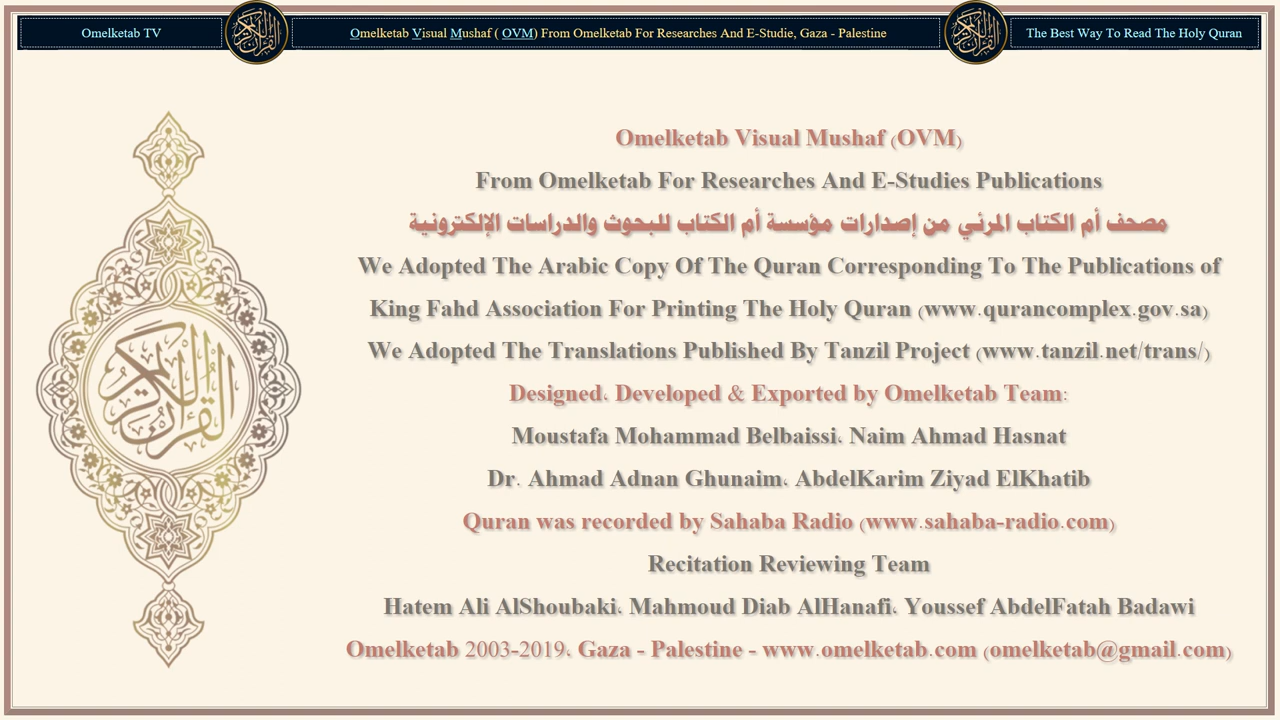 Omelketab TV
Omelketab Visual Mushaf ( OVM) From Omelketab For Researches And E-Studie, Gaza - Palestine
The Best Way To Read The Holy Quran
Omelketab Visual Mushaf (OVM)
From Omelketab For Researches And E-Studies Publications
مصحف أم الكتاب المرئي من إصدارات مؤسسة أم الكتاب للبحوث والدراسات الإلكترونية
We Adopted The Arabic Copy Of The Quran Corresponding To The Publications of
King Fahd Association For Printing The Holy Quran (www.qurancomplex.gov.sa)
We Adopted The Translations Published By Tanzil Project (www.tanzil.net/trans/)
Designed، Developed & Exported by Omelketab Team:
Moustafa Mohammad Belbaissi، Naim Ahmad Hasnat
Dr. Ahmad Adnan Ghunaim، AbdelKarim Ziyad ElKhatib
Quran was recorded by Sahaba Radio (www.sahaba-radio.com)
Recitation Reviewing Team
Hatem Ali AlShoubaki، Mahmoud Diab AlHanafi، Youssef AbdelFatah Badawi
Omelketab 2003-2019، Gaza - Palestine - www.omelketab.com (omelketab@gmail.com)
القرآن الكريم